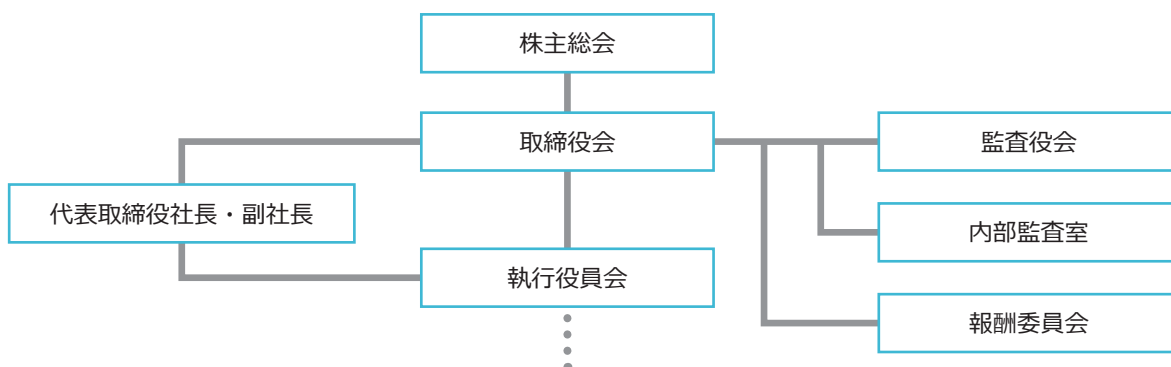 株主総会
取締役会
監査役会
代表取締役社長・副社長
内部監査室
執行役員会
報酬委員会